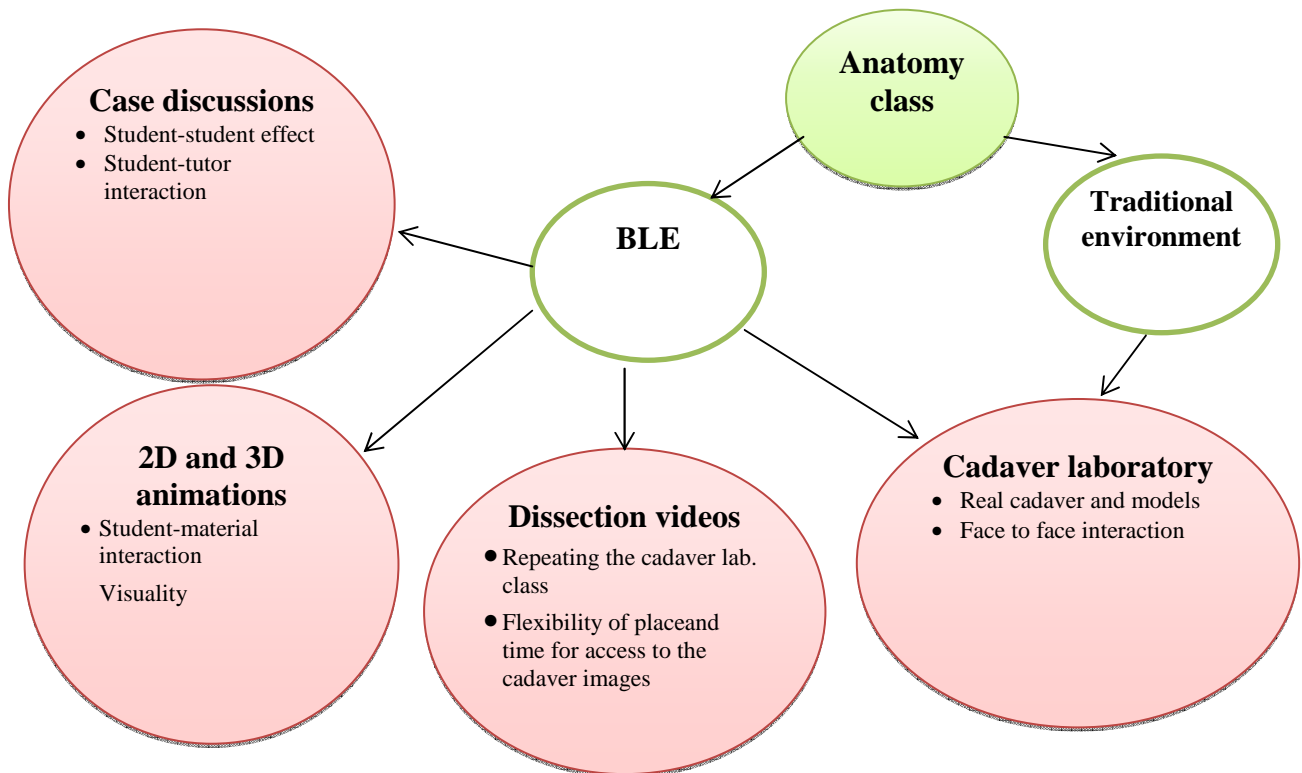 Anatomy
class
BLE
Traditional
environment
Case discussions
• Student-student effect
• Student-tutor
interaction
2D and 3D
animations
• Student-material
interaction
Visuality
Dissection videos
• Repeating the cadaver lab.
class
• Flexibility of placeand
time for access to the
cadaver images
Cadaver laboratory
• Real cadaver and models
• Face to face interaction